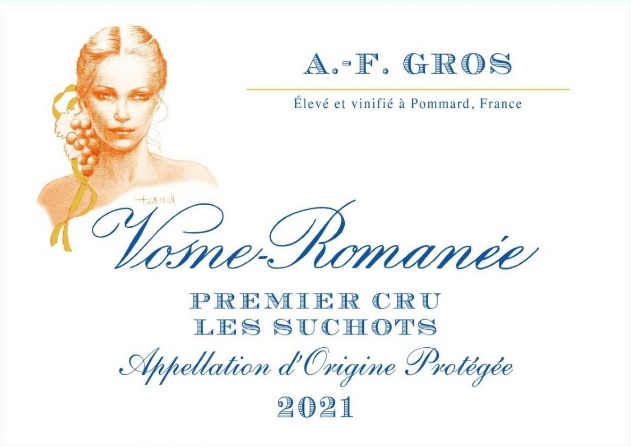 A.-F. GROS
Élevé et vinifié à Pommard, France
Vosne-Romanée
PREMIER CRU
LES SUCHOTS
Appellation d'Origine Protégée
2021